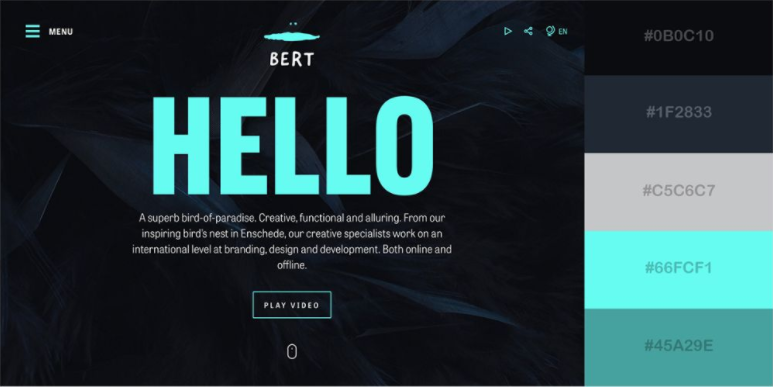 MENU
BERT
EN
HELLO
A superb bird-of-paradise. Creative, functional and alluring. From our
inspiring bird's nest in Enschede, our creative specialists work on an
international level at branding, design and development. Both online and
offline.
PLAY VIDEO
#0B0C10
#1F2833
#C5C6C7
#66FCF1
#45A29E